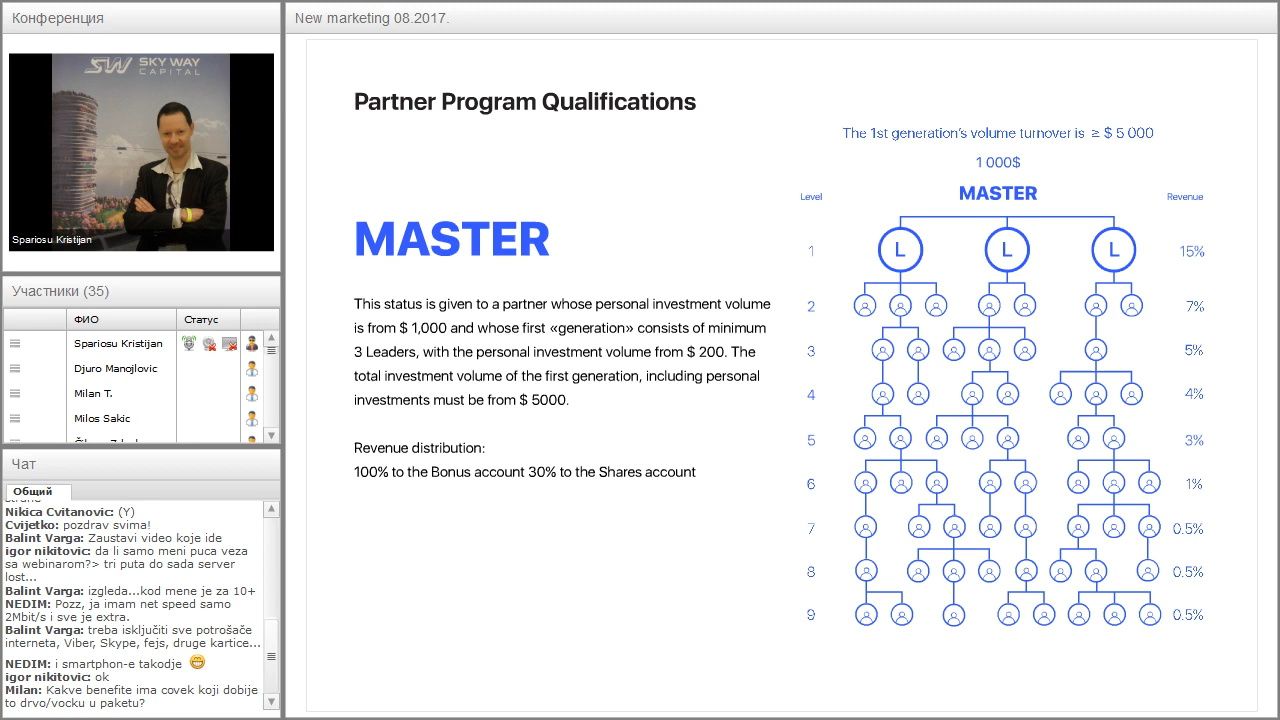 Конференция
SKY WAY
CAPITAL
Spariosu Kristijan
Участники (35)
ФИО Статус
Spariosu Kristijan
Djuro Manojlovic
Milan T.
Milos Sakic
Чат
Общий
Nikica Cvitanovic: (Y)
Cvijetko: pozdrav svima!
Balint Varga: Zaustavi video koje ide
igor nikitovic: da li samo meni puca veza
sa webinarom?> tri puta do sada server
lost...
Balint Varga: izgleda...kod mene je za 10+
NEDIM: Pozz, ja imam net speed samo
2Mbit/s i sve je extra.
Balint Varga: treba isključiti sve potrošače
interneta, Viber, Skype, fejs, druge kartice...
NEDIM: i smartphon-e takodje
igor nikitovic: ok
Milan: Kakve benefite ima covek koji dobije
to drvo/vocku u paketu?
New marketing 08.2017.
Partner Program Qualifications
MASTER
This status is given to a partner whose personal investment volume
is from $ 1,000 and whose first «generation» consists of minimum
3 Leaders, with the personal investment volume from $ 200. The
total investment volume of the first generation, including personal
investments must be from $ 5000.
Revenue distribution:
100% to the Bonus account 30% to the Shares account
The 1st generation's volume turnover is ≥ $ 5 000
1 000$
MASTER
Level Revenue
1 L L L 15%
2 7%
3 5%
4 4%
5 3%
6 1%
7 0.5%
8 0.5%
9 0.5%